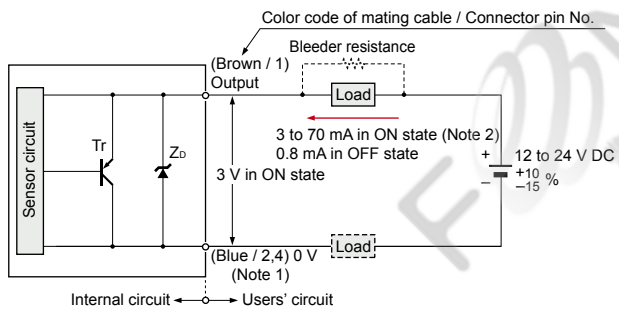 Color code of mating cable / Connector pin No.
(Brown / 1)
Output
Bleeder resistance
Load
Sensor circuit
Tr
ZD
3 V in ON state
3 to 70 mA in ON state (Note 2)
0.8 mA in OFF state
+
−
12 to 24 V DC
+10
−15 %
(Blue / 2,4) 0 V
(Note 1)
Load
Internal circuit
Users' circuit